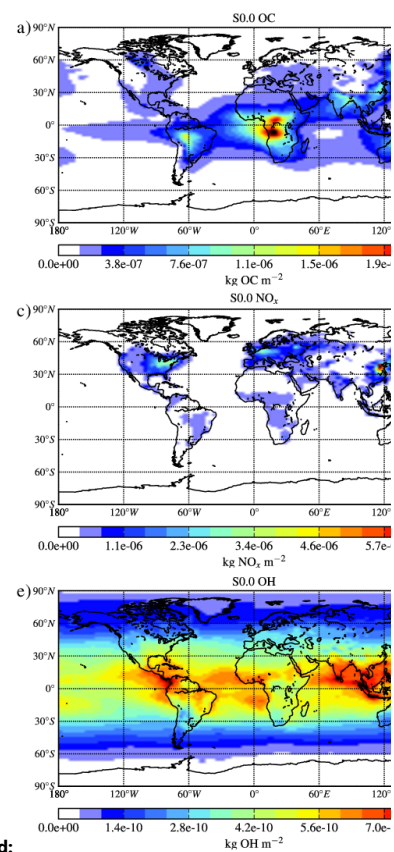 S0.0 OC
a)
90°N
60°N
30°N
0°
30°S
60°S
90°S
180° 120°W 60°W 0° 60°E 120°
0.0e+00 3.8e-07 7.6e-07 1.1e-06 1.5e-06 1.9e-
kg OC m⁻²
S0.0 NOₓ
c)
90°N
60°N
30°N
0°
30°S
60°S
90°S
180° 120°W 60°W 0° 60°E 120°
0.0e+00 1.1e-06 2.3e-06 3.4e-06 4.6e-06 5.7e-
kg NOₓ m⁻²
S0.0 OH
e)
90°N
60°N
30°N
0°
30°S
60°S
90°S
180° 120°W 60°W 0° 60°E 120°
0.0e+00 1.4e-10 2.8e-10 4.2e-10 5.6e-10 7.0e-
kg OH m⁻²
d: